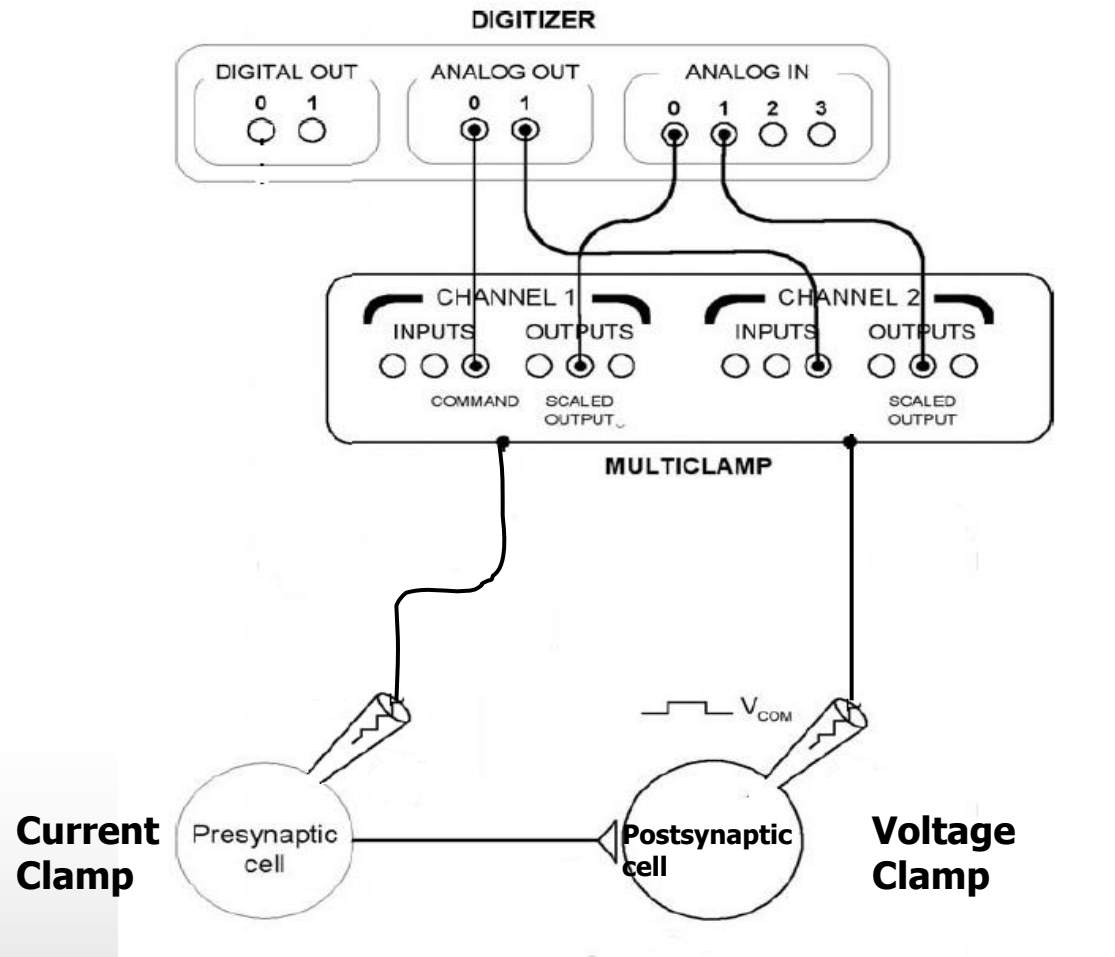 DIGITIZER
DIGITAL OUT
0 1
ANALOG OUT
0 1
ANALOG IN
0 1 2 3
CHANNEL 1
INPUTS OUTPUTS
COMMAND
SCALED
OUTPUT
CHANNEL 2
INPUTS OUTPUTS
SCALED
OUTPUT
MULTICLAMP
VCOM
Current
Clamp
Presynaptic
cell
Postsynaptic
cell
Voltage
Clamp